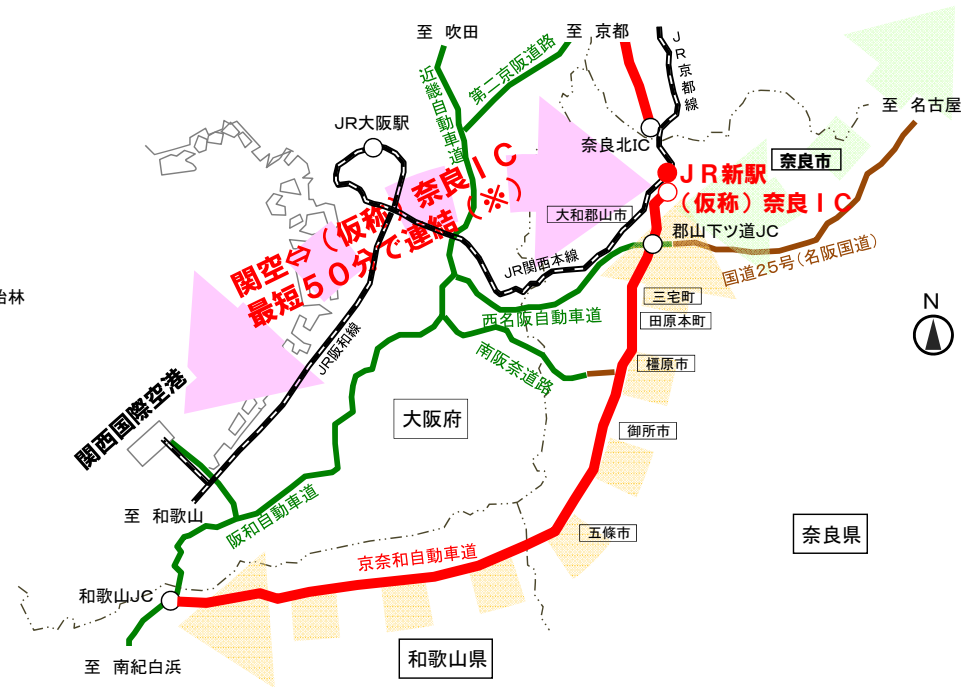 至 吹田
至 京都
JR京都線
近畿自動車道
第二京阪道路
至 名古屋
JR大阪駅
奈良北IC
奈良市
JR新駅
(仮称)奈良IC
関空⇔(仮称)奈良IC
最短50分で連結(※)
大和郡山市
郡山下ツ道JC
JR関西本線
国道25号(名阪国道)
三宅町
田原本町
西名阪自動車道
南阪奈道路
橿原市
JR阪和線
N
関西国際空港
大阪府
御所市
至 和歌山
阪和自動車道
五條市
奈良県
京奈和自動車道
和歌山JC
和歌山県
至 南紀白浜